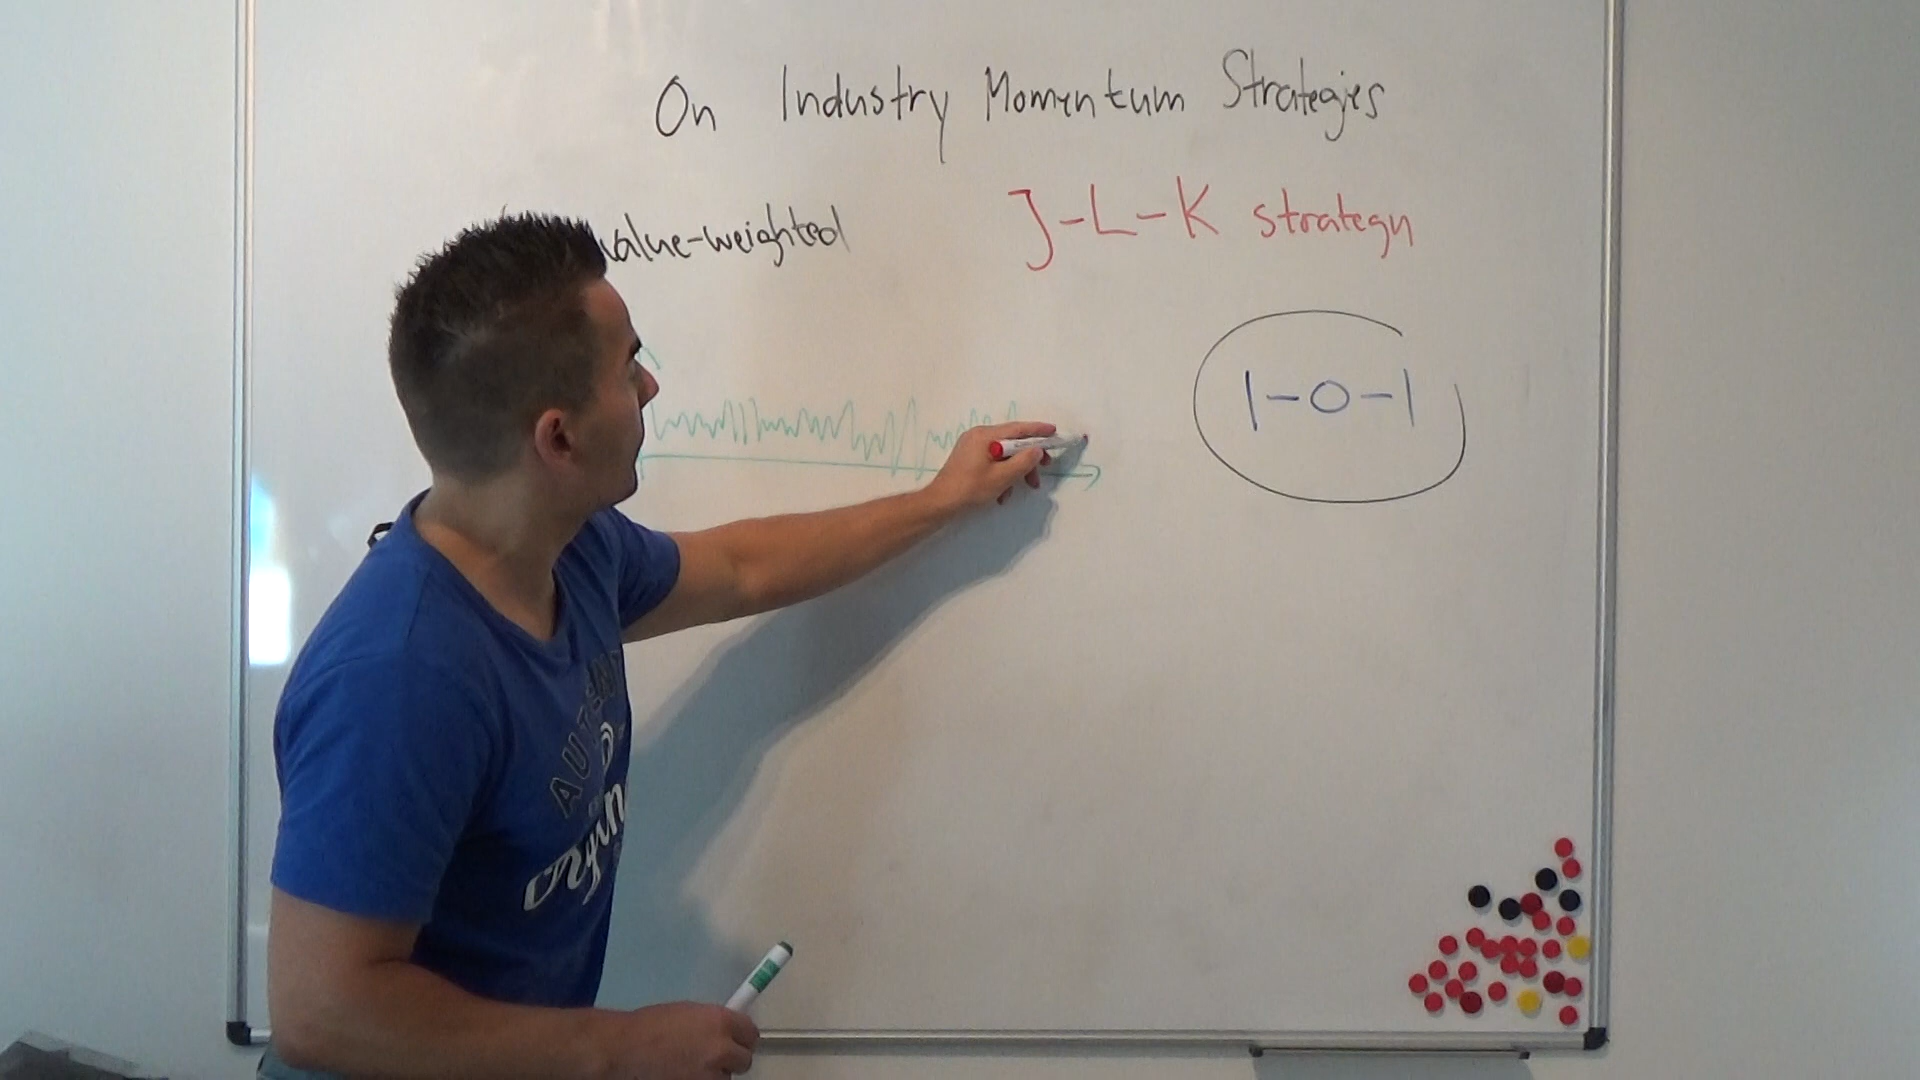 On Industry Momentum Strategies
value-weighted
J-L-K strategy
1-0-1